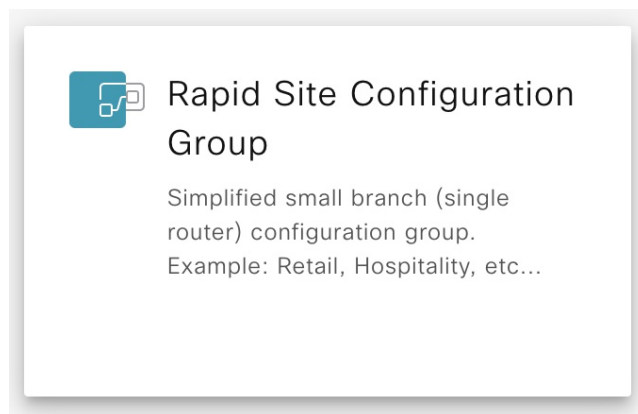 Rapid Site Configuration
Group
Simplified small branch (single
router) configuration group.
Example: Retail, Hospitality, etc...